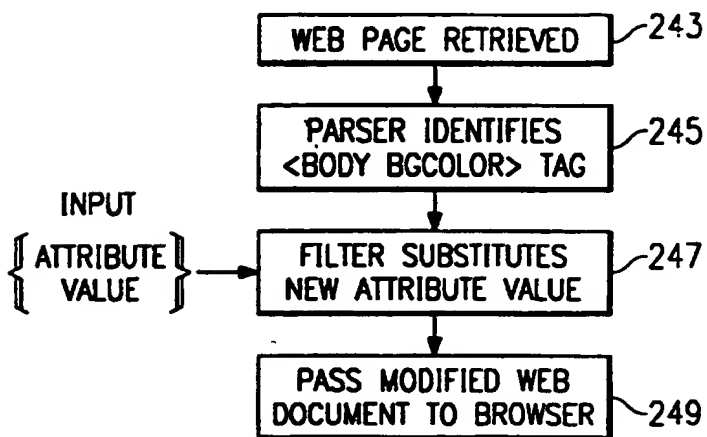 WEB PAGE RETRIEVED
243
PARSER IDENTIFIES
<BODY BGCOLOR> TAG
245
INPUT
{ATTRIBUTE
VALUE}
FILTER SUBSTITUTES
NEW ATTRIBUTE VALUE
247
PASS MODIFIED WEB
DOCUMENT TO BROWSER
249